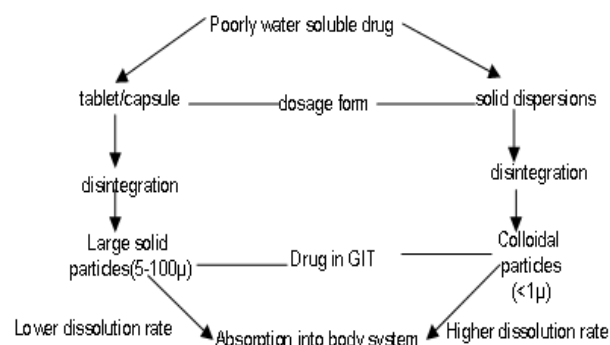 Poorly water soluble drug
tablet/capsule
dosage form
solid dispersions
disintegration
disintegration
Large solid
particles(5-100µ)
Drug in GIT
Colloidal
particles
(<1µ)
Lower dissolution rate
Absorption into body system
Higher dissolution rate